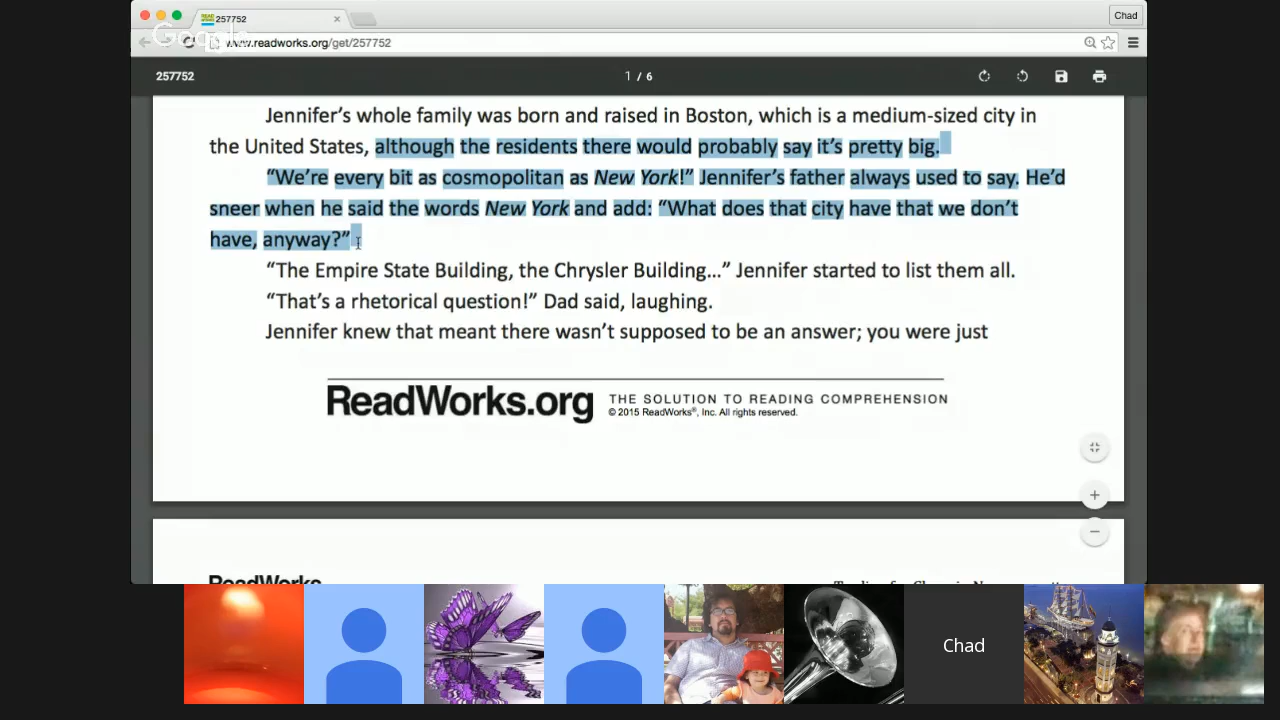 257752
Chad
Google
www.readworks.org/get/257752
257752
1 / 6
Jennifer’s whole family was born and raised in Boston, which is a medium-sized city in
the United States, although the residents there would probably say it’s pretty big.
“We’re every bit as cosmopolitan as New York!” Jennifer’s father always used to say. He’d
sneer when he said the words New York and add: “What does that city have that we don’t
have, anyway?”
“The Empire State Building, the Chrysler Building…” Jennifer started to list them all.
“That’s a rhetorical question!” Dad said, laughing.
Jennifer knew that meant there wasn’t supposed to be an answer; you were just
ReadWorks.org
THE SOLUTION TO READING COMPREHENSION
© 2015 ReadWorks®, Inc. All rights reserved.
ReadWorks
Chad